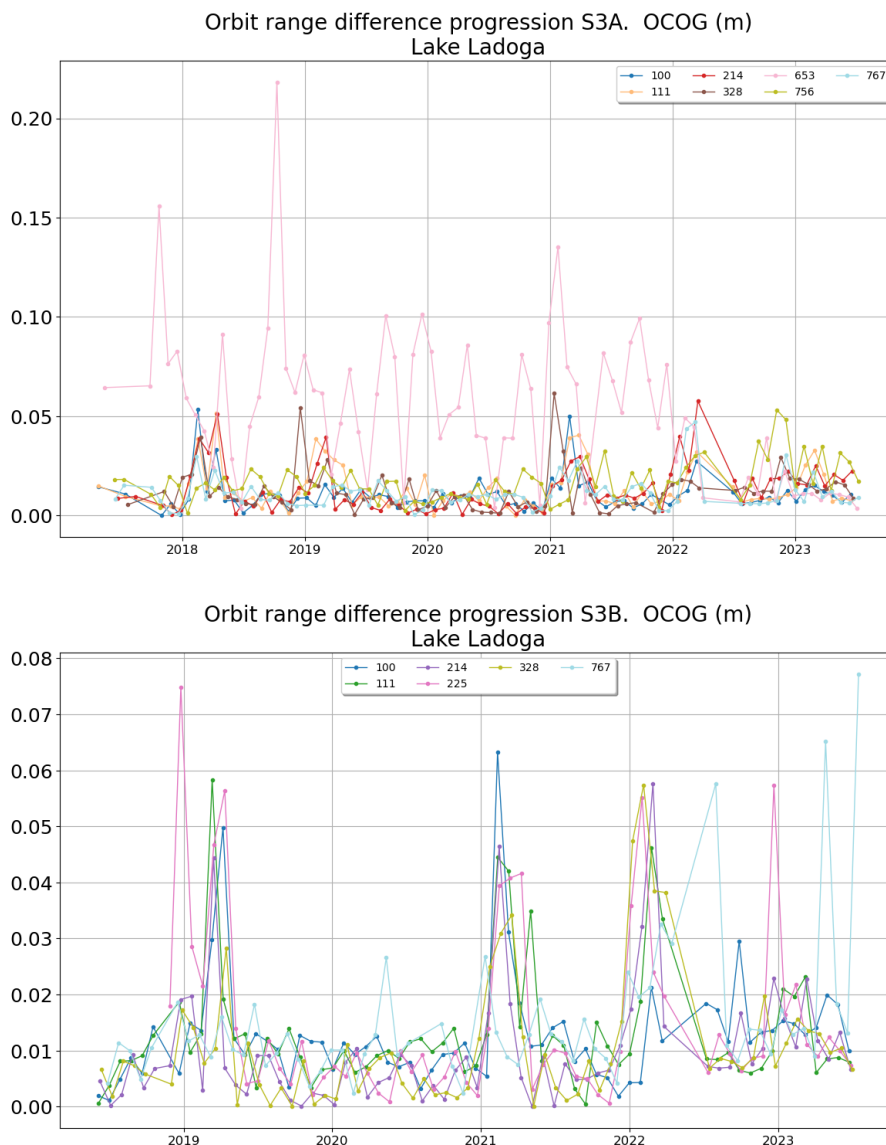 Orbit range difference progression S3A.  OCOG (m)
Lake Ladoga
100 214 653 767
111 328 756
0.20
0.15
0.10
0.05
0.00
2018 2019 2020 2021 2022 2023
Orbit range difference progression S3B.  OCOG (m)
Lake Ladoga
0.08
100 214 328 767
111 225
0.07
0.06
0.05
0.04
0.03
0.02
0.01
0.00
2019 2020 2021 2022 2023